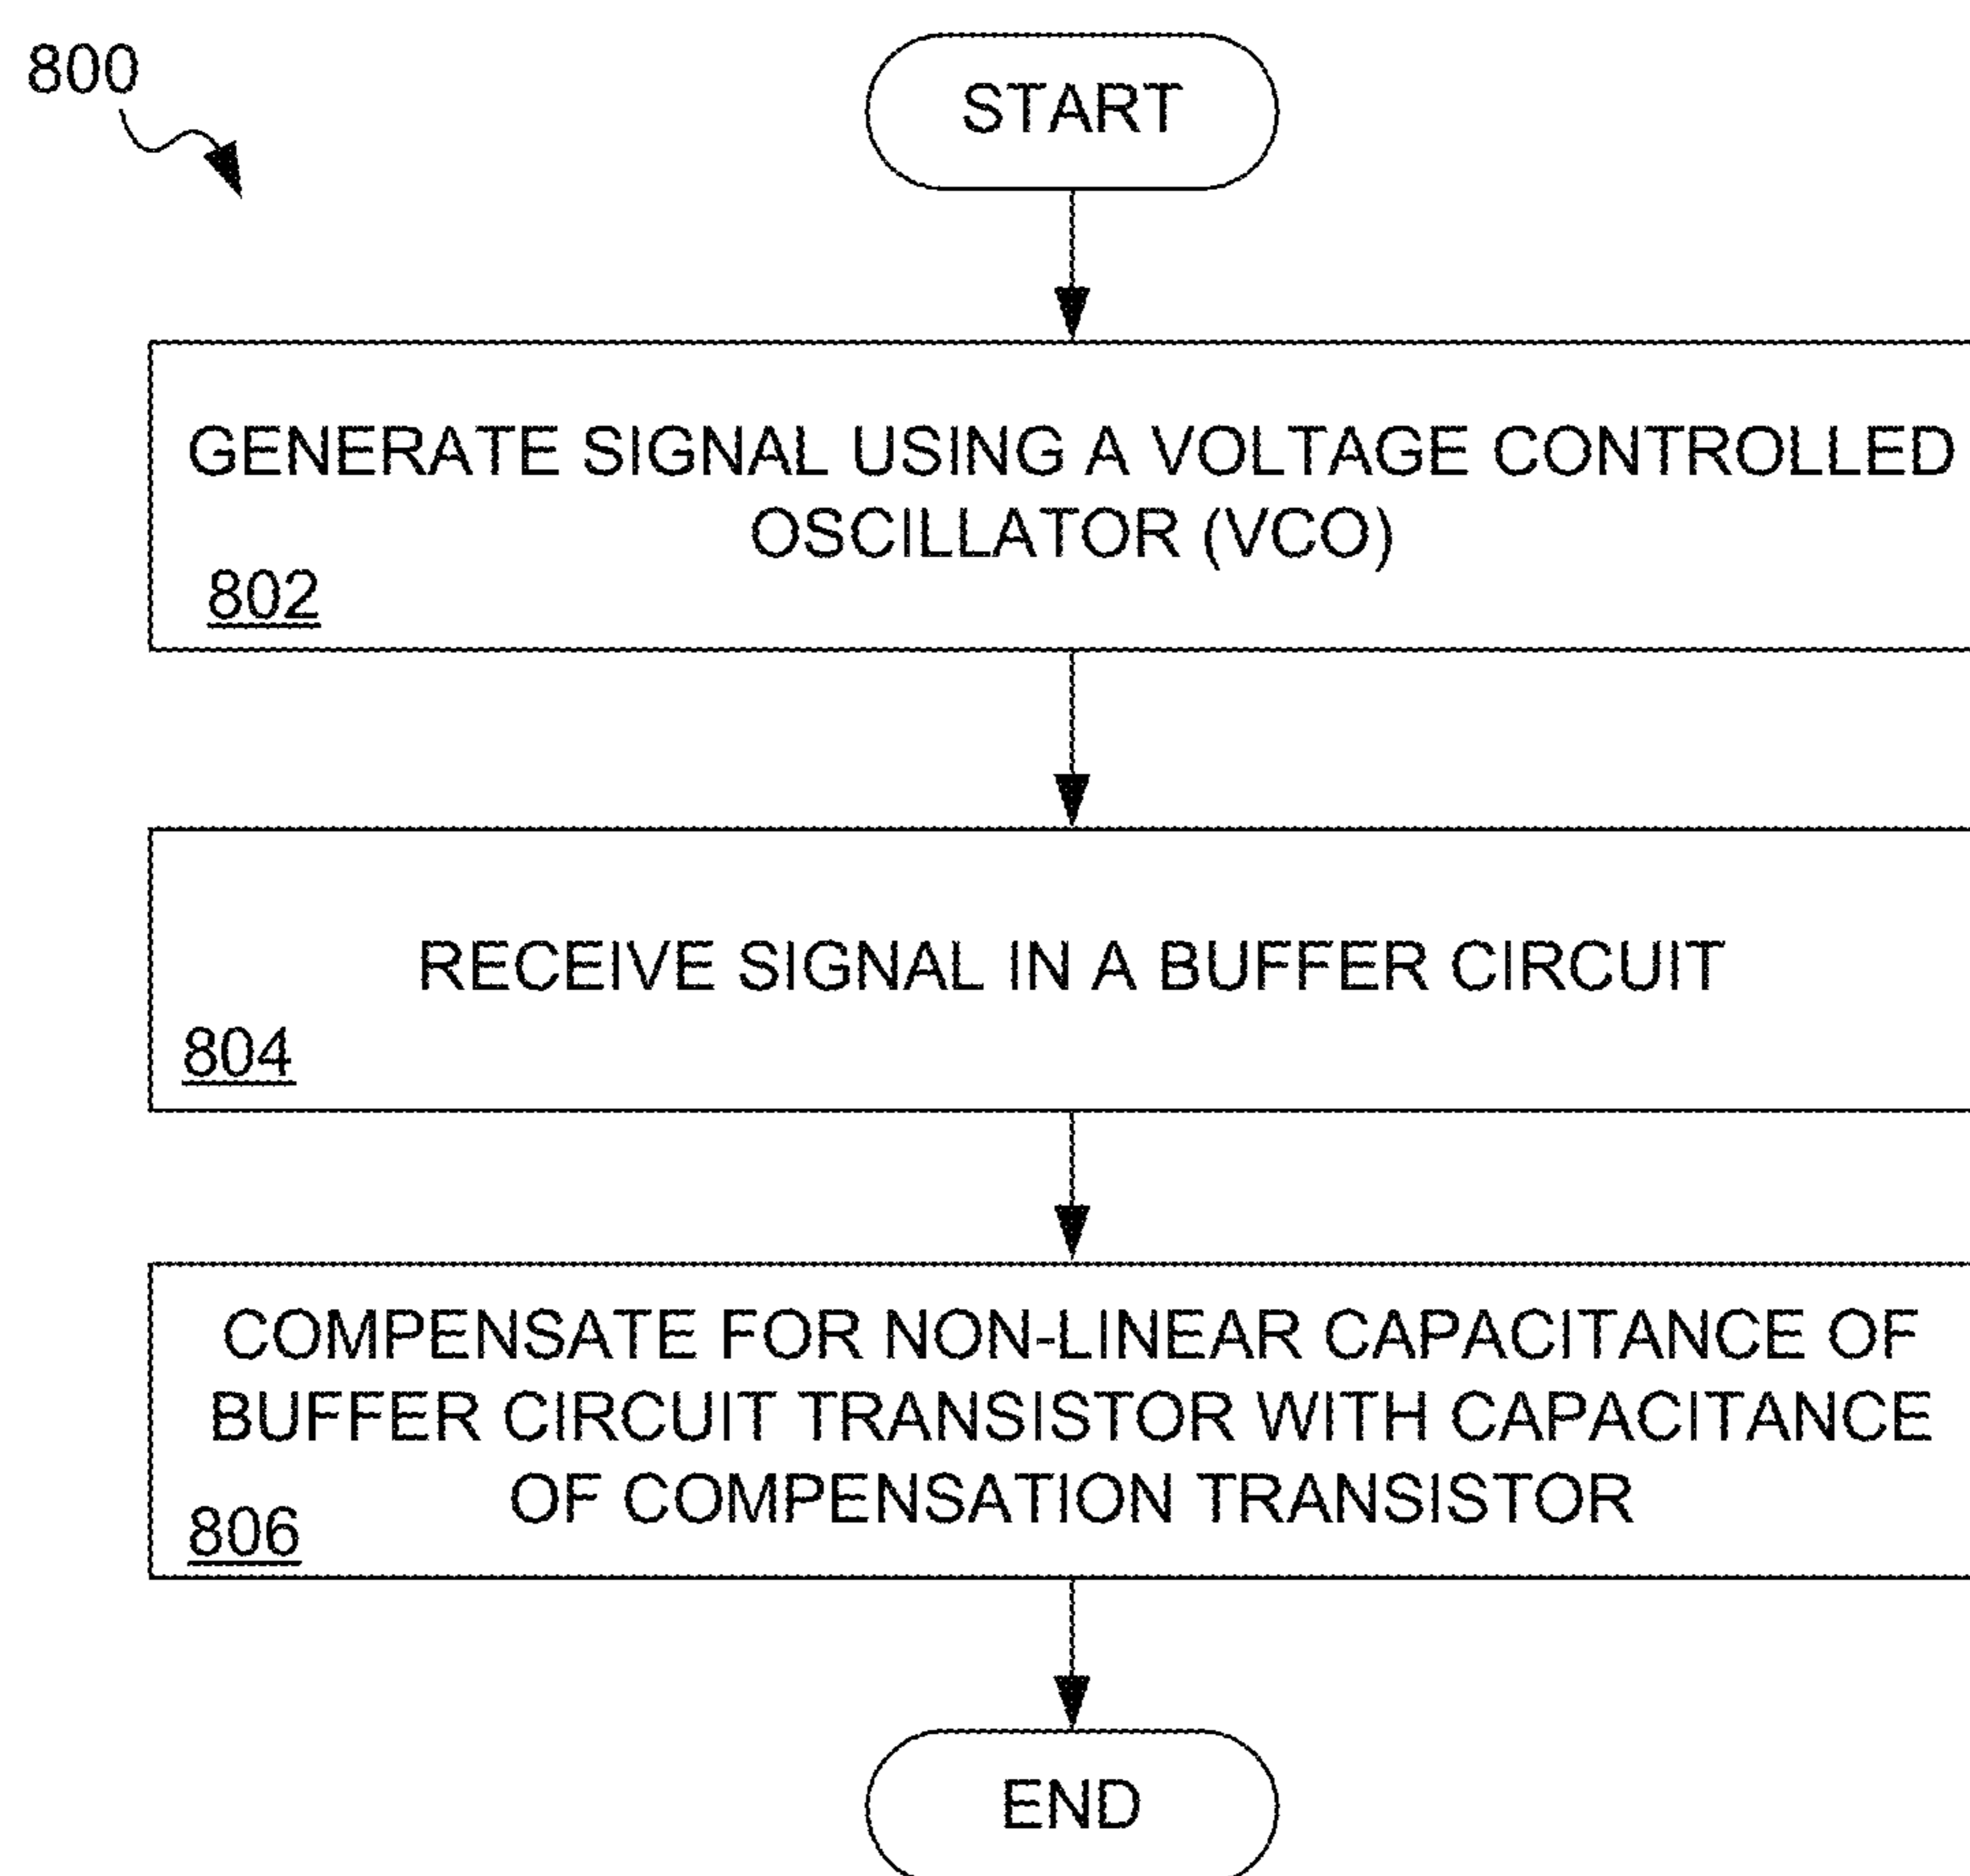 800
START
GENERATE SIGNAL USING A VOLTAGE CONTROLLED
OSCILLATOR (VCO)
802
RECEIVE SIGNAL IN A BUFFER CIRCUIT
804
COMPENSATE FOR NON-LINEAR CAPACITANCE OF
BUFFER CIRCUIT TRANSISTOR WITH CAPACITANCE
OF COMPENSATION TRANSISTOR
806
END